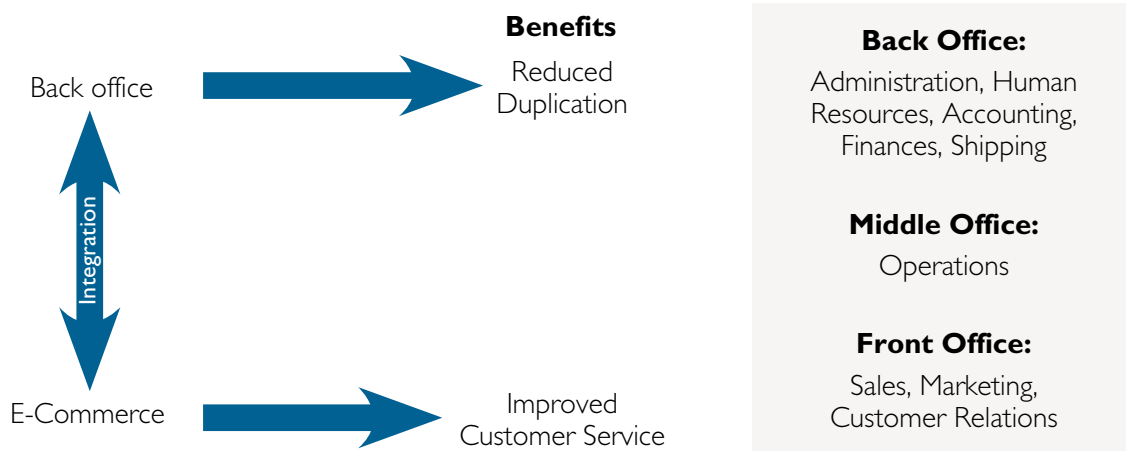 Benefits
Back office
Reduced
Duplication
Integration
E-Commerce
Improved
Customer Service
Back Office:
Administration, Human
Resources, Accounting,
Finances, Shipping
Middle Office:
Operations
Front Office:
Sales, Marketing,
Customer Relations